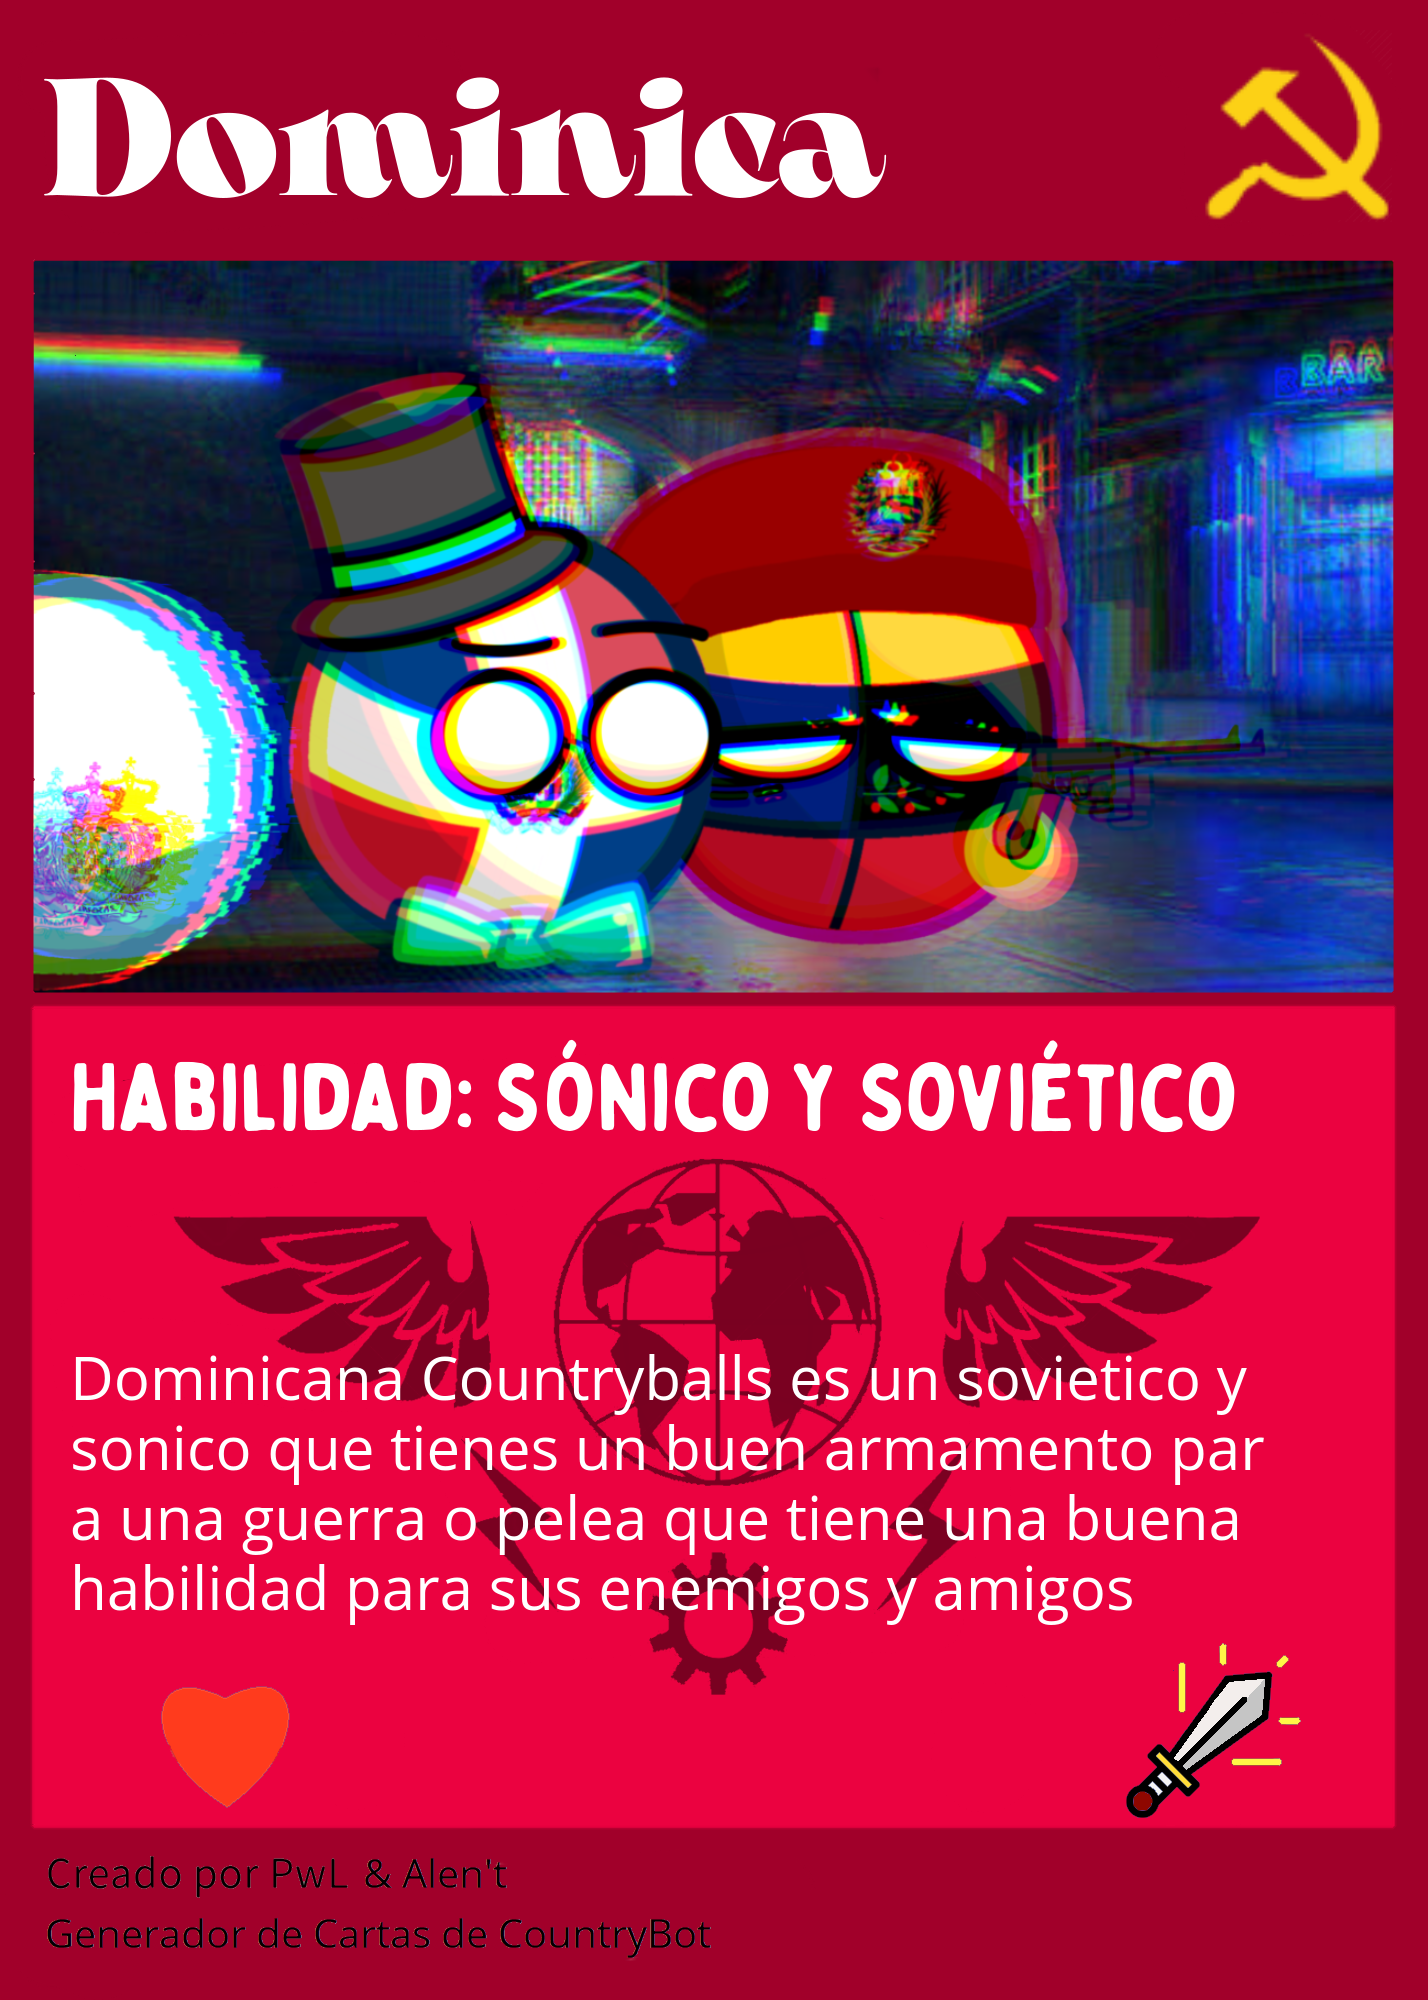 Dominica
BAR
HABILIDAD: SÓNICO Y SOVIÉTICO
Dominicana Countryballs es un sovietico y
sonico que tienes un buen armamento par
a una guerra o pelea que tiene una buena
habilidad para sus enemigos y amigos
Creado por PwL & Alen't
Generador de Cartas de CountryBot